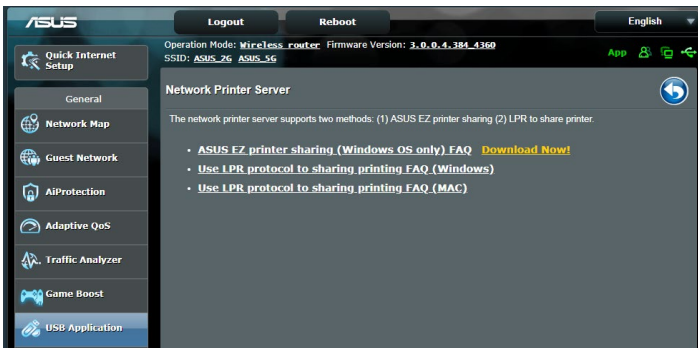 ASUS
Logout
Reboot
English
Quick Internet
Setup
Operation Mode: Wireless router Firmware Version: 3.0.0.4.384_4360
SSID: ASUS_2G ASUS_5G
App
General
Network Map
Guest Network
AiProtection
Adaptive QoS
Traffic Analyzer
Game Boost
USB Application
Network Printer Server
The network printer server supports two methods: (1) ASUS EZ printer sharing (2) LPR to share printer.
ASUS EZ printer sharing (Windows OS only) FAQ Download Now!
Use LPR protocol to sharing printing FAQ (Windows)
Use LPR protocol to sharing printing FAQ (MAC)